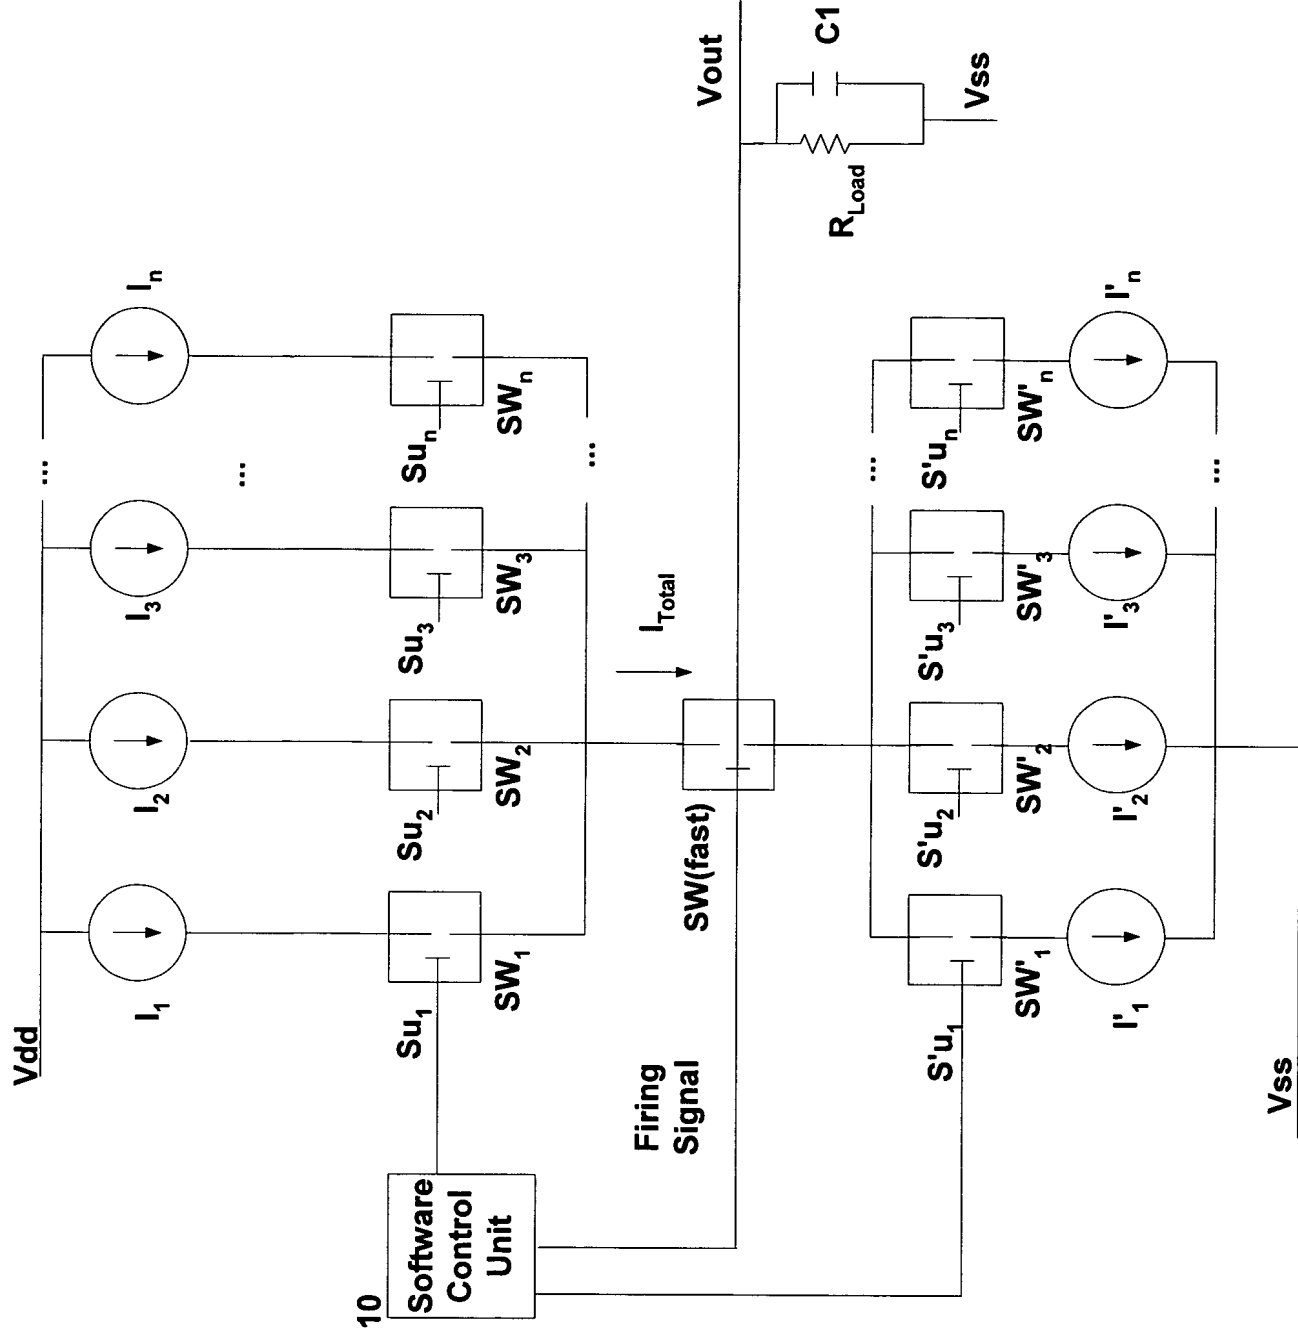 Vdd
I1
I2
I3
...
In
...
Su1
SW1
Su2
SW2
Su3
SW3
Sun
SWn
...
10
Software
Control
Unit
Firing
Signal
SW(fast)
ITotal
Vout
RLoad
C1
Vss
...
S'u1
SW'1
S'u2
SW'2
S'u3
SW'3
S'un
SW'n
I'1
I'2
I'3
I'n
...
Vss